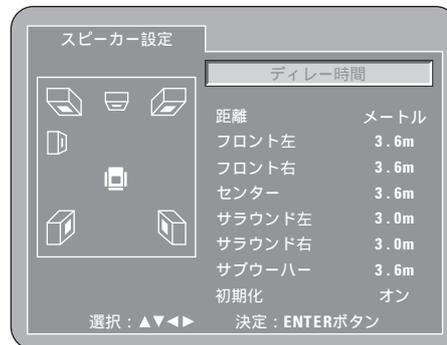 スピーカー設定
ディレー時間
距離 メートル
フロント左 3.6m
フロント右 3.6m
センター 3.6m
サラウンド左 3.0m
サラウンド右 3.0m
サブウーハー 3.6m
初期化 オン
選択：▲▼◀▶ 決定：ENTERボタン